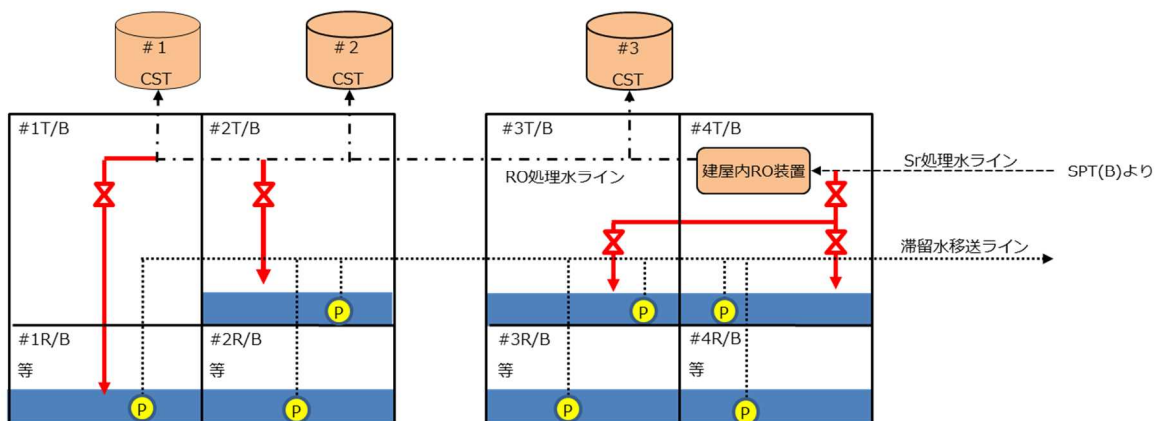 #1
CST
#2
CST
#3
CST
#1T/B
#2T/B
#3T/B
#4T/B
RO処理水ライン
建屋内RO装置
Sr処理水ライン
SPT(B)より
滞留水移送ライン
P
P
P
#1R/B
等
#2R/B
等
#3R/B
等
#4R/B
等
P
P
P
P